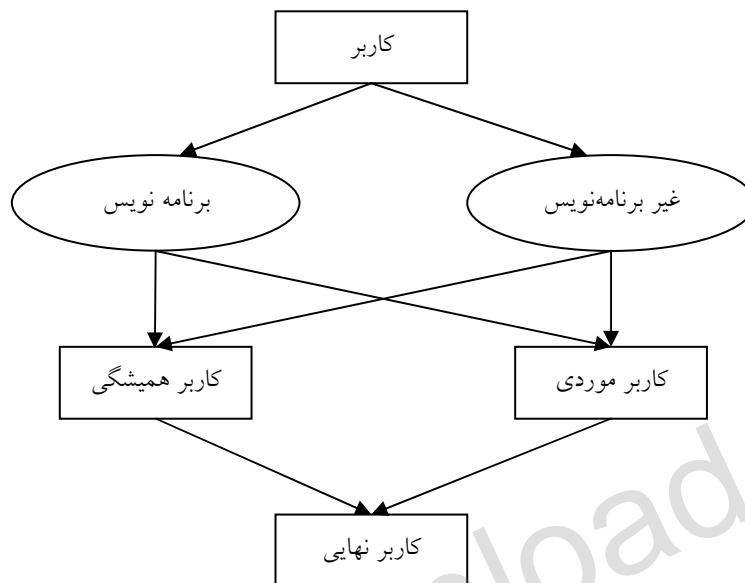 کاربر
غیر برنامه‌نویس
برنامه نویس
کاربر موردی
کاربر همیشگی
کاربر نهایی